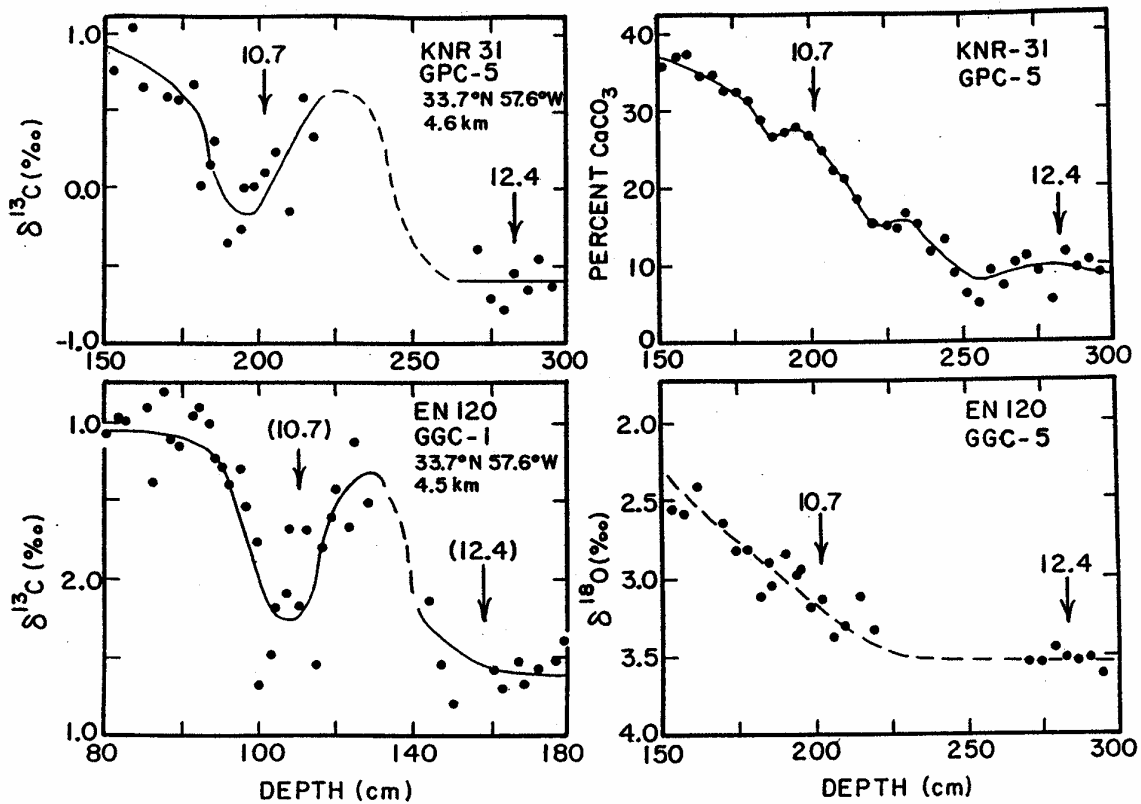 1.0
0.0
-1.0
δ¹³C (‰)
10.7
KNR 31
GPC-5
33.7°N 57.6°W
4.6 km
12.4
150 200 250 300
40
30
20
10
0
PERCENT CaCO₃
10.7
KNR-31
GPC-5
12.4
150 200 250 300
1.0
2.0
1.0
δ¹³C (‰)
(10.7)
EN 120
GGC-1
33.7°N 57.6°W
4.5 km
(12.4)
80 100 120 140 160 180
DEPTH (cm)
2.0
2.5
3.0
3.5
4.0
δ¹⁸O (‰)
10.7
EN 120
GGC-5
12.4
150 200 250 300
DEPTH (cm)